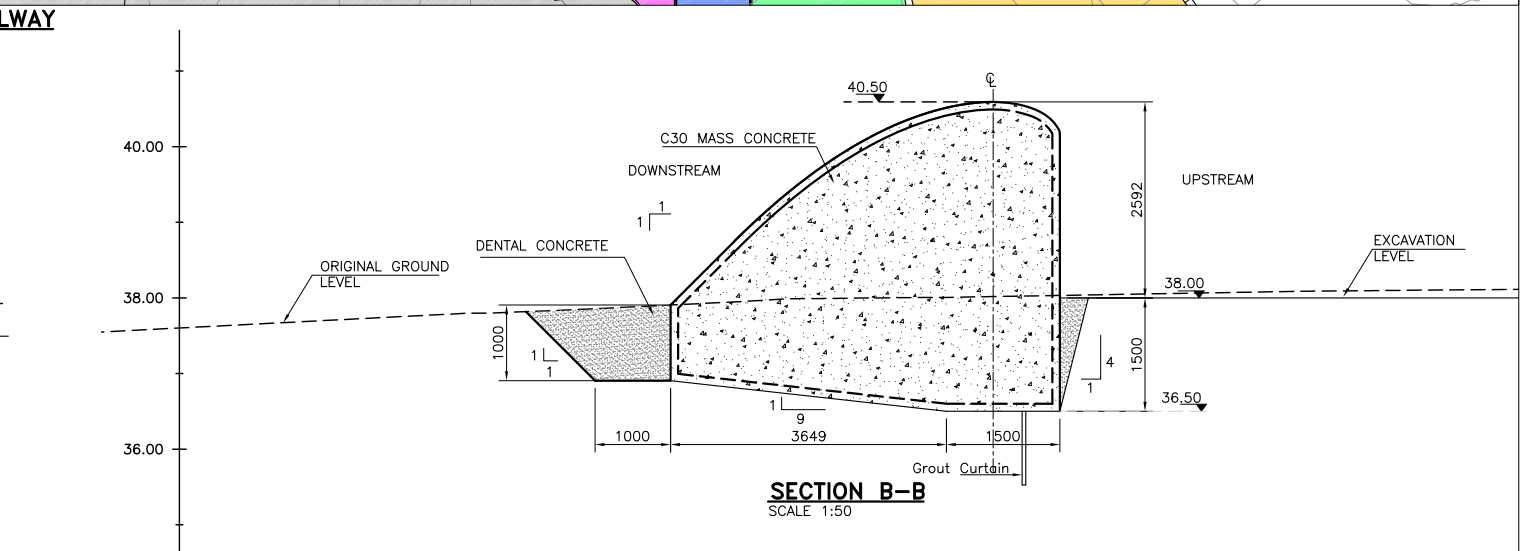 LWAY
℄
40.50
40.00
C30 MASS CONCRETE
DOWNSTREAM
UPSTREAM
2592
1
1
DENTAL CONCRETE
EXCAVATION
LEVEL
ORIGINAL GROUND
LEVEL
38.00
38.00
1000
1
1
4
1
1500
36.50
1
9
1000
3649
1500
36.00
Grout Curtain
SECTION B-B
SCALE 1:50